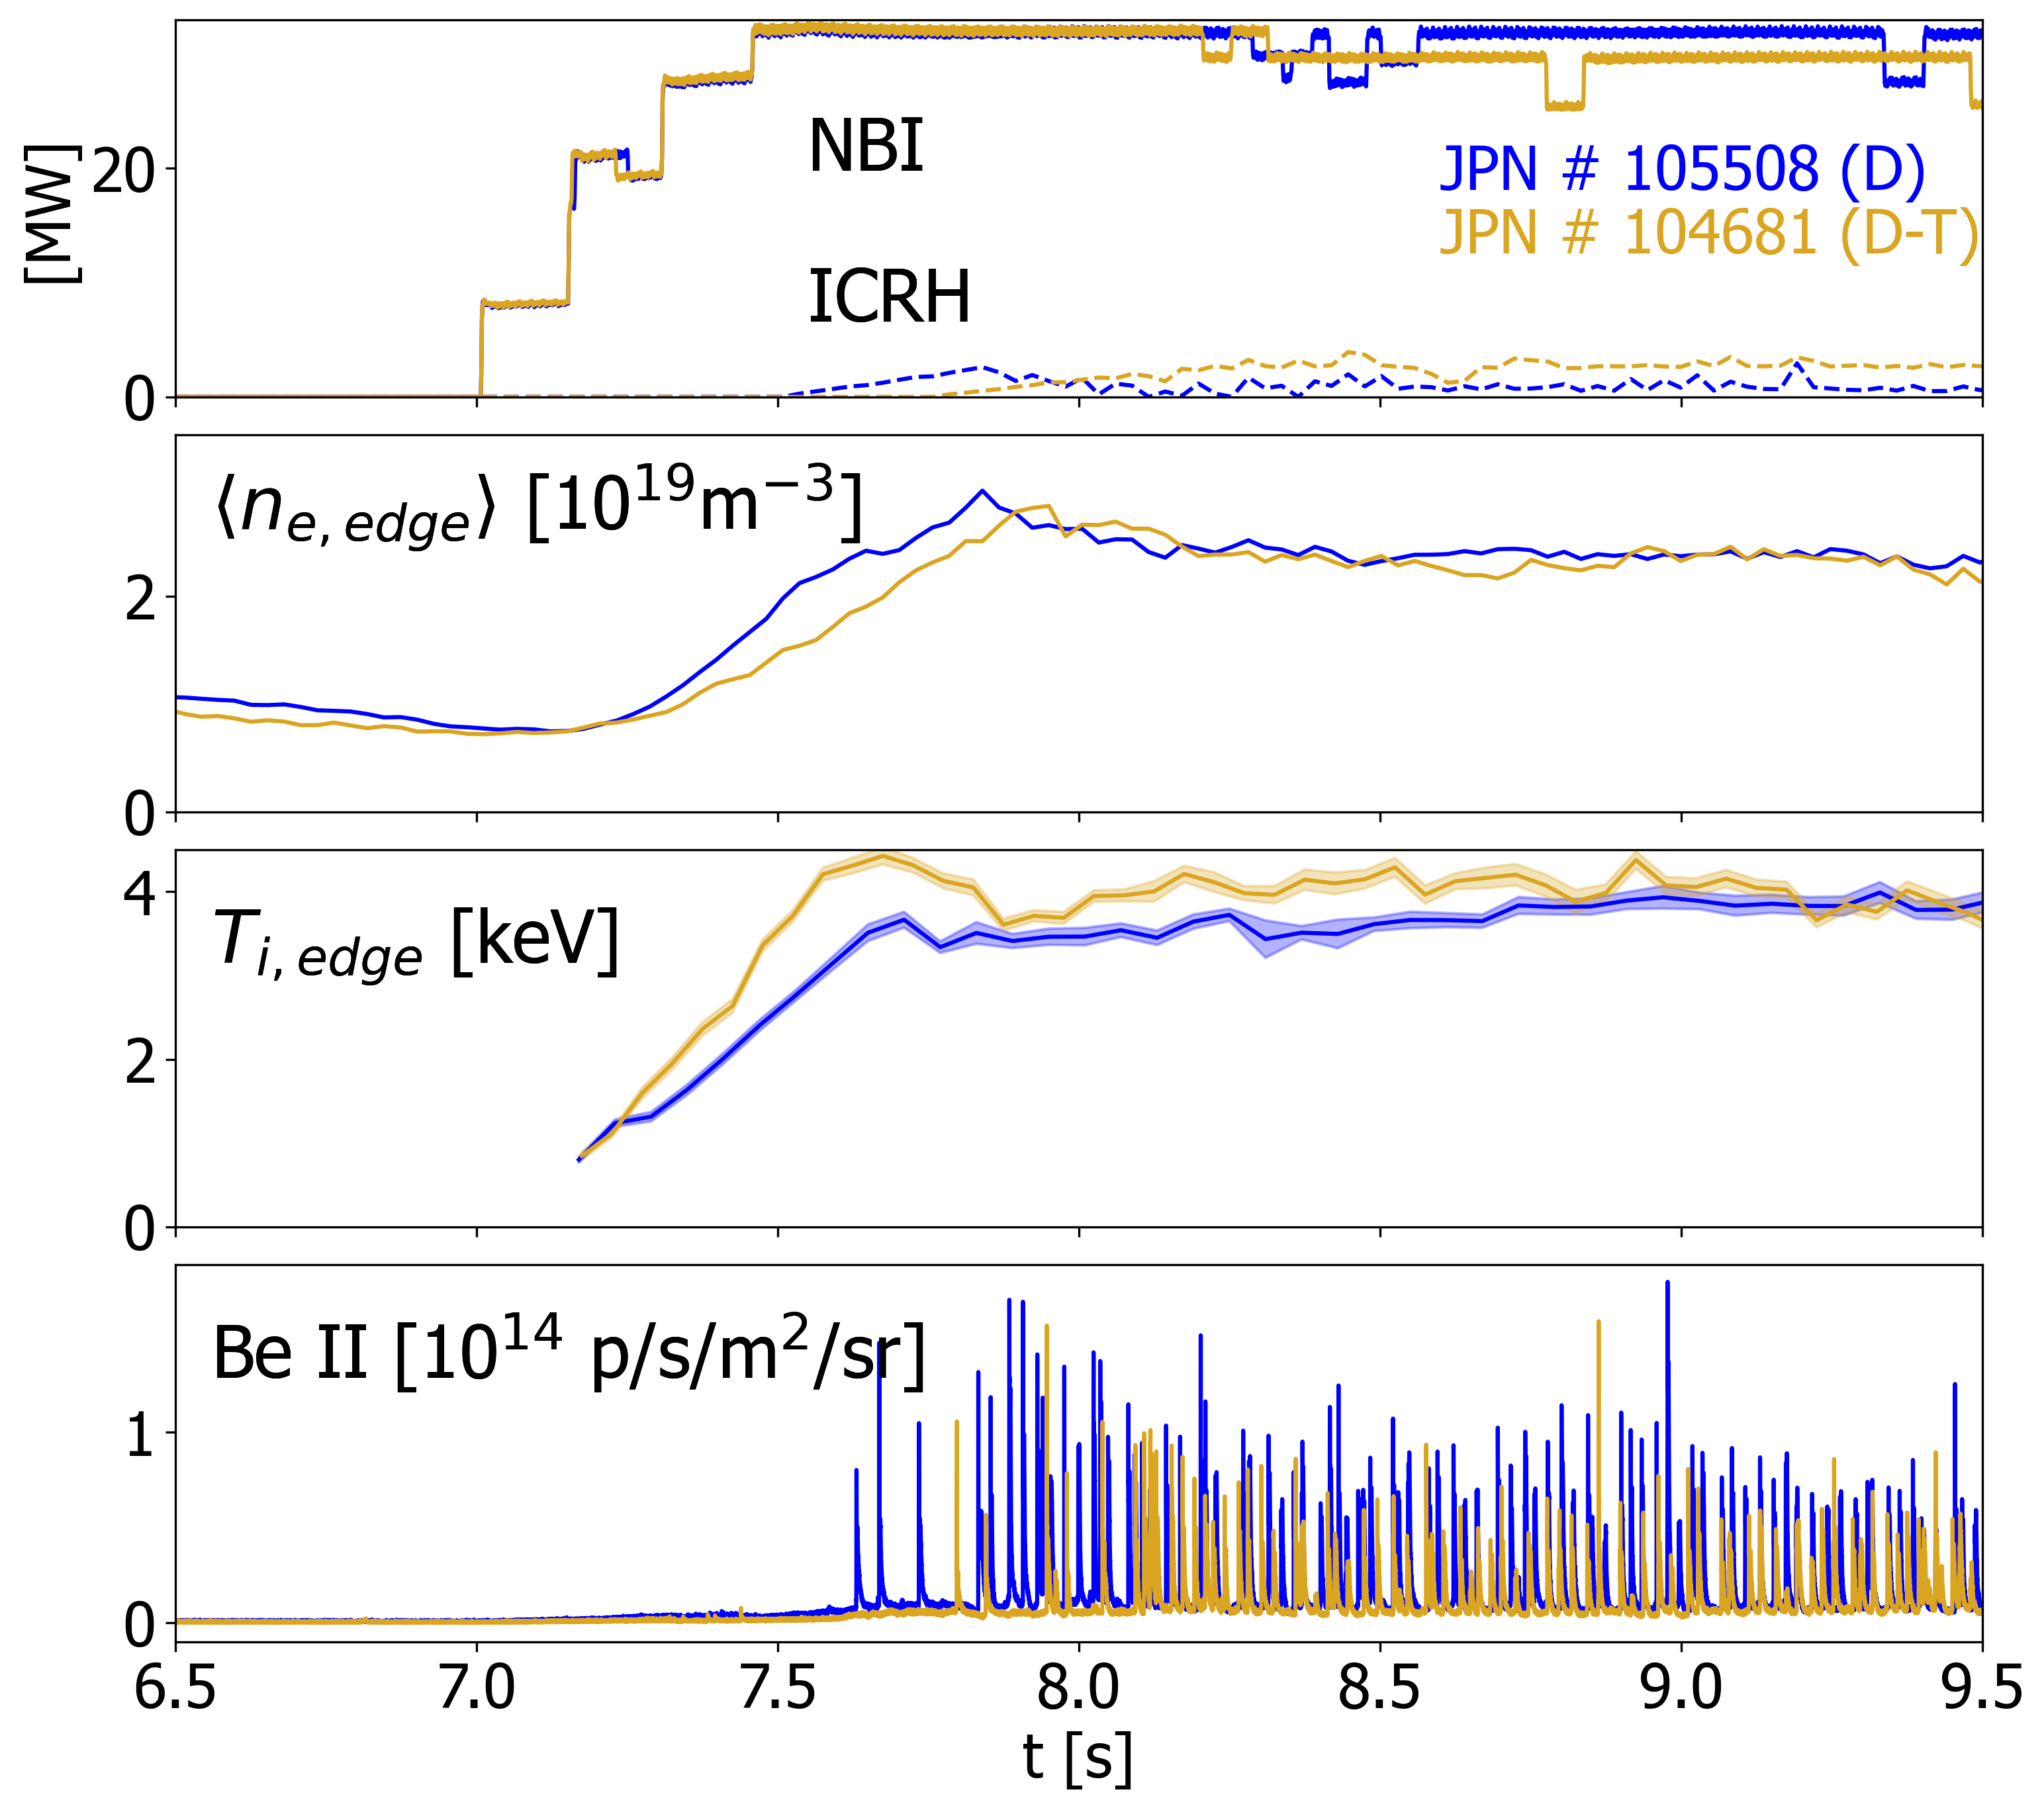 [MW]
20
0
NBI
ICRH
JPN # 105508 (D)
JPN # 104681 (D-T)
⟨n_{e, edge}⟩ [10^{19}m^{−3}]
2
0
T_{i, edge} [keV]
4
2
0
Be II [10^{14} p/s/m^{2}/sr]
1
0
6.5 7.0 7.5 8.0 8.5 9.0 9.5
t [s]